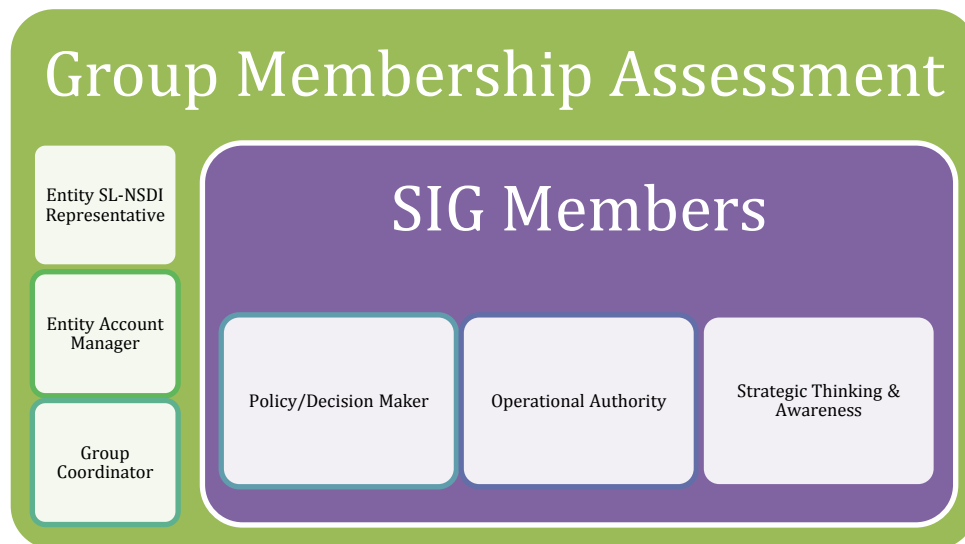 Group Membership Assessment
Entity SL-NSDI
Representative
Entity Account
Manager
Group
Coordinator
SIG Members
Policy/Decision Maker
Operational Authority
Strategic Thinking &
Awareness